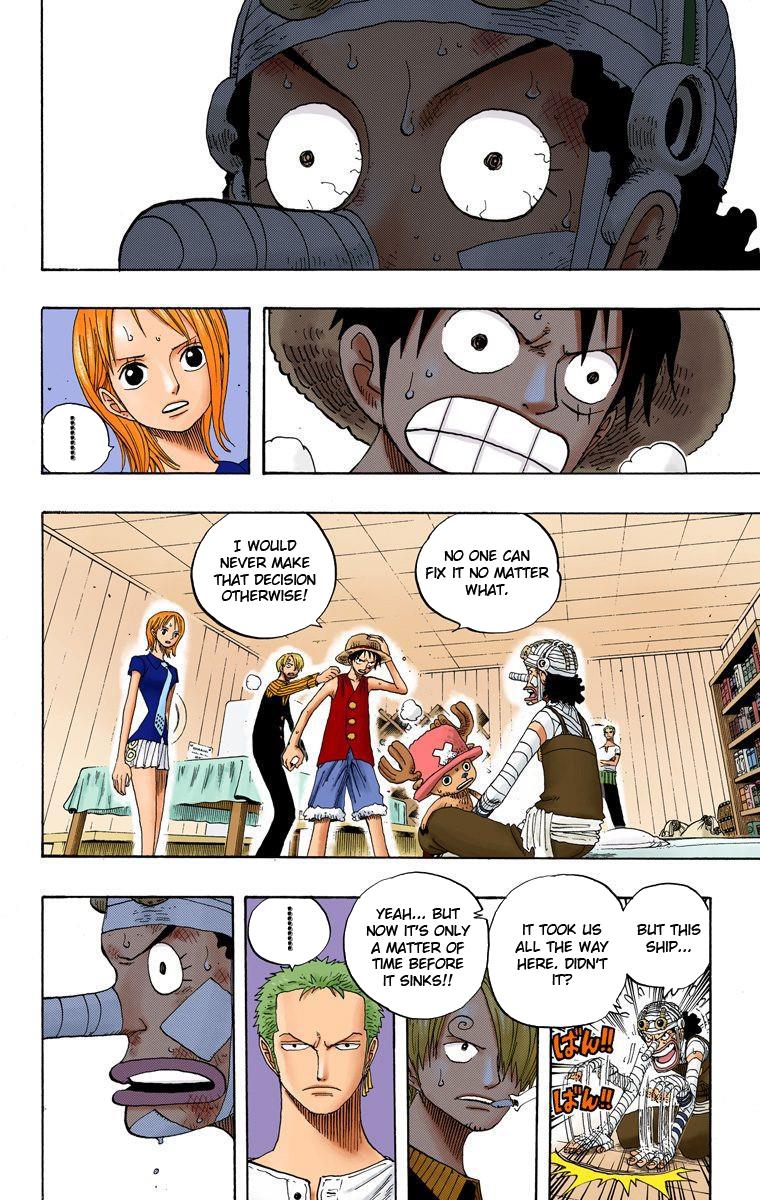 NO ONE CAN
FIX IT NO MATTER
WHAT.
I WOULD
NEVER MAKE
THAT DECISION
OTHERWISE!
BUT THIS
SHIP...
ばん!!
ばん!!
IT TOOK US
ALL THE WAY
HERE, DIDN'T
IT?
YEAH... BUT
NOW IT'S ONLY
A MATTER OF
TIME BEFORE
IT SINKS!!